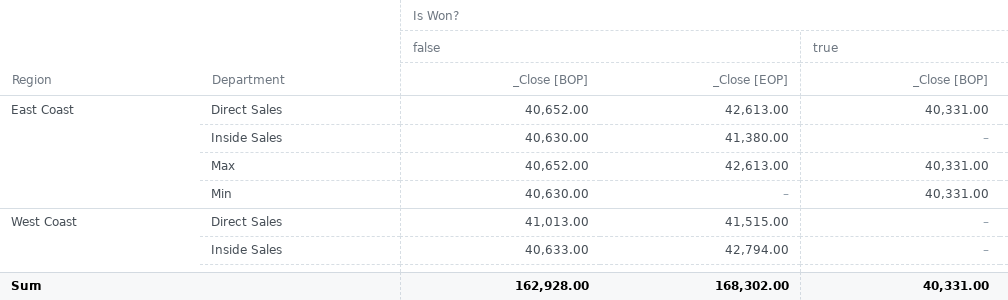 Is Won?
false true
Region Department _Close [BOP] _Close [EOP] _Close [BOP]
East Coast Direct Sales 40,652.00 42,613.00 40,331.00
Inside Sales 40,630.00 41,380.00 –
Max 40,652.00 42,613.00 40,331.00
Min 40,630.00 – 40,331.00
West Coast Direct Sales 41,013.00 41,515.00 –
Inside Sales 40,633.00 42,794.00 –
Sum 162,928.00 168,302.00 40,331.00